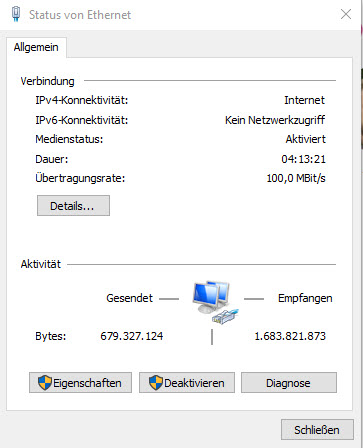 Status von Ethernet
Allgemein
Verbindung
IPv4-Konnektivität: Internet
IPv6-Konnektivität: Kein Netzwerkzugriff
Medienstatus: Aktiviert
Dauer: 04:13:21
Übertragungsrate: 100,0 MBit/s
Details...
Aktivität
Gesendet Empfangen
Bytes: 679.327.124 1.683.821.873
Eigenschaften Deaktivieren Diagnose
Schließen